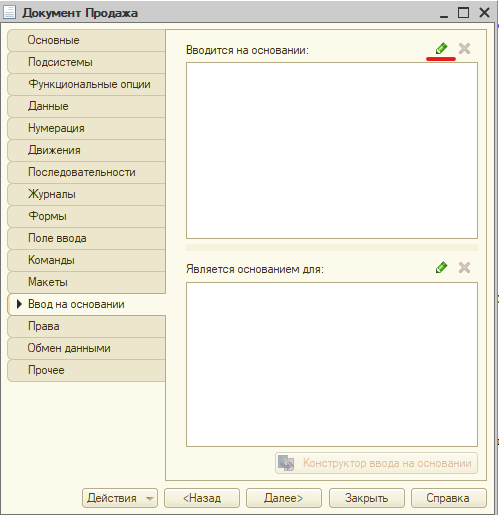 Документ Продажа
Основные
Подсистемы
Функциональные опции
Данные
Нумерация
Движения
Последовательности
Журналы
Формы
Поле ввода
Команды
Макеты
Ввод на основании
Права
Обмен данными
Прочее
Вводится на основании:
Является основанием для:
Конструктор ввода на основании
Действия
<Назад
Далее>
Закрыть
Справка